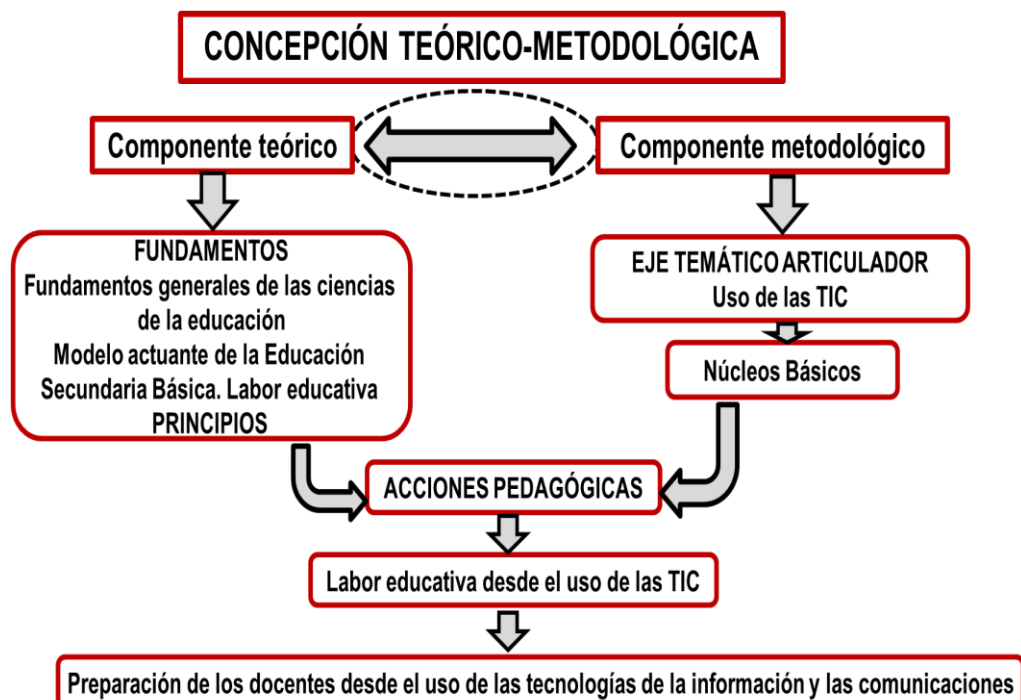 CONCEPCIÓN TEÓRICO-METODOLÓGICA
Componente teórico
Componente metodológico
FUNDAMENTOS
Fundamentos generales de las ciencias
de la educación
Modelo actuante de la Educación
Secundaria Básica. Labor educativa
PRINCIPIOS
EJE TEMÁTICO ARTICULADOR
Uso de las TIC
Núcleos Básicos
ACCIONES PEDAGÓGICAS
Labor educativa desde el uso de las TIC
Preparación de los docentes desde el uso de las tecnologías de la información y las comunicaciones